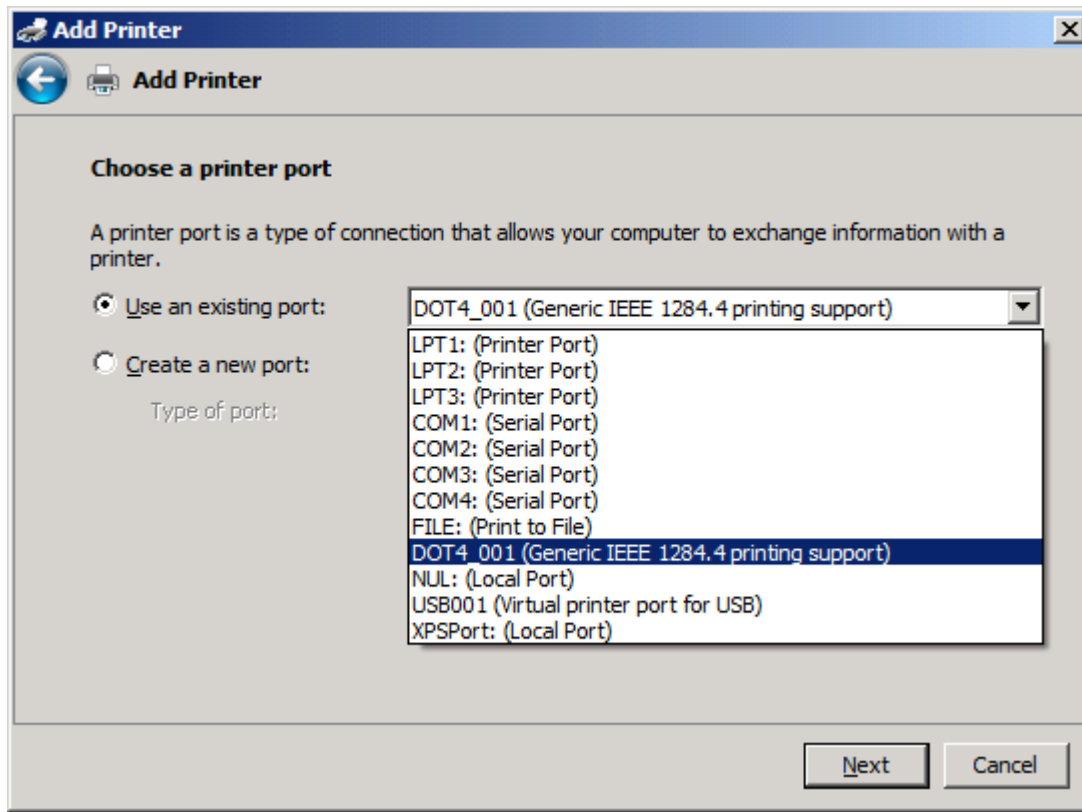 Add Printer
Add Printer
Choose a printer port
A printer port is a type of connection that allows your computer to exchange information with a
printer.
Use an existing port:
DOT4_001 (Generic IEEE 1284.4 printing support)
LPT1: (Printer Port)
LPT2: (Printer Port)
LPT3: (Printer Port)
COM1: (Serial Port)
COM2: (Serial Port)
COM3: (Serial Port)
COM4: (Serial Port)
FILE: (Print to File)
DOT4_001 (Generic IEEE 1284.4 printing support)
NUL: (Local Port)
USB001 (Virtual printer port for USB)
XPSPort: (Local Port)
Create a new port:
Type of port:
Next
Cancel